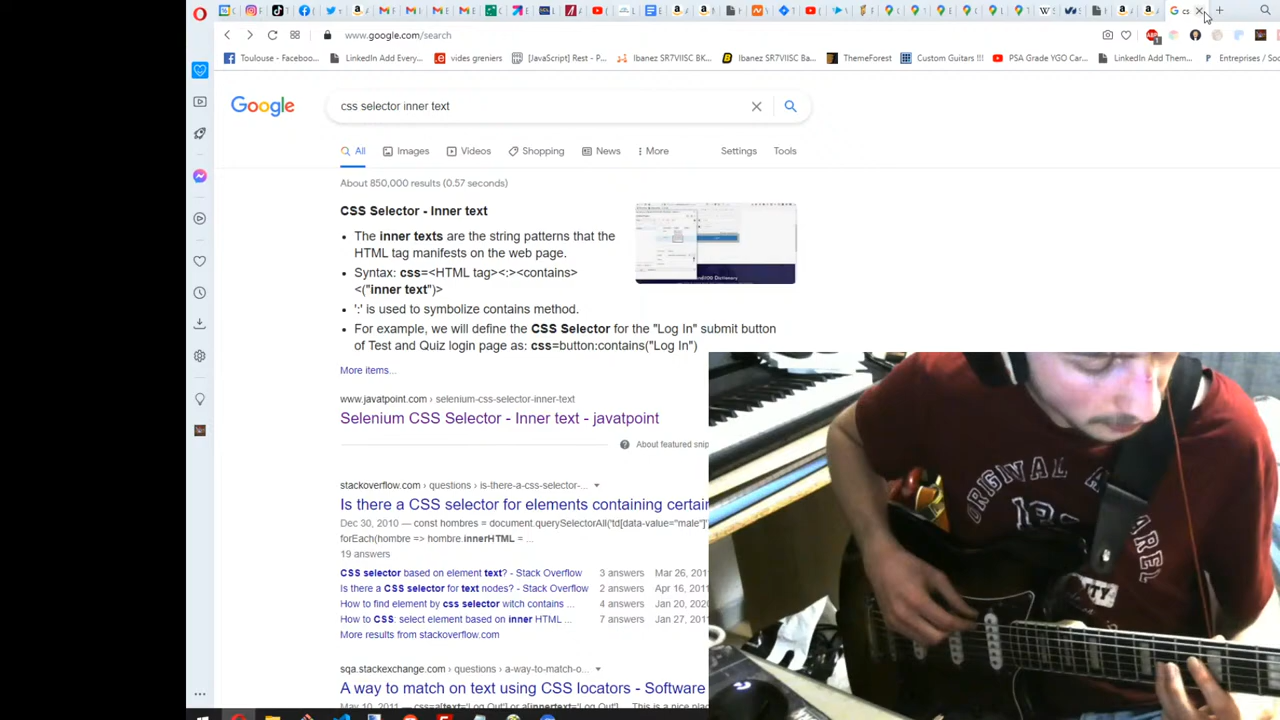 cs
www.google.com/search
Toulouse - Faceboo...
LinkedIn Add Every...
vides greniers
[JavaScript] Rest - P...
Ibanez SR7VIISC BK...
Ibanez SR7VIISC Ba...
ThemeForest
Custom Guitars !!!
PSA Grade YGO Car...
LinkedIn Add Them...
Entreprises / Soc
Google
css selector inner text
All Images Videos Shopping News More Settings Tools
About 850,000 results (0.57 seconds)
CSS Selector - Inner text
• The inner texts are the string patterns that the
HTML tag manifests on the web page.
• Syntax: css=<HTML tag><:><contains>
<("inner text")>
• ':' is used to symbolize contains method.
• For example, we will define the CSS Selector for the "Log In" submit button
of Test and Quiz login page as: css=button:contains("Log In")
More items...
www.javatpoint.com › selenium-css-selector-inner-text
Selenium CSS Selector - Inner text - javatpoint
About featured snip
stackoverflow.com › questions › is-there-a-css-selector-...
Is there a CSS selector for elements containing certain
Dec 30, 2010 — const hombres = document.querySelectorAll('td[data-value="male"]'
forEach(hombre => hombre.innerHTML = ...
19 answers
CSS selector based on element text? - Stack Overflow 3 answers Mar 26, 201
Is there a CSS selector for text nodes? - Stack Overflow 2 answers Apr 16, 201
How to find element by css selector witch contains ... 4 answers Jan 20, 2020
How to CSS: select element based on inner HTML ... 7 answers Jan 27, 201
More results from stackoverflow.com
sqa.stackexchange.com › questions › a-way-to-match-o...
A way to match on text using CSS locators - Software
ORIGINAL